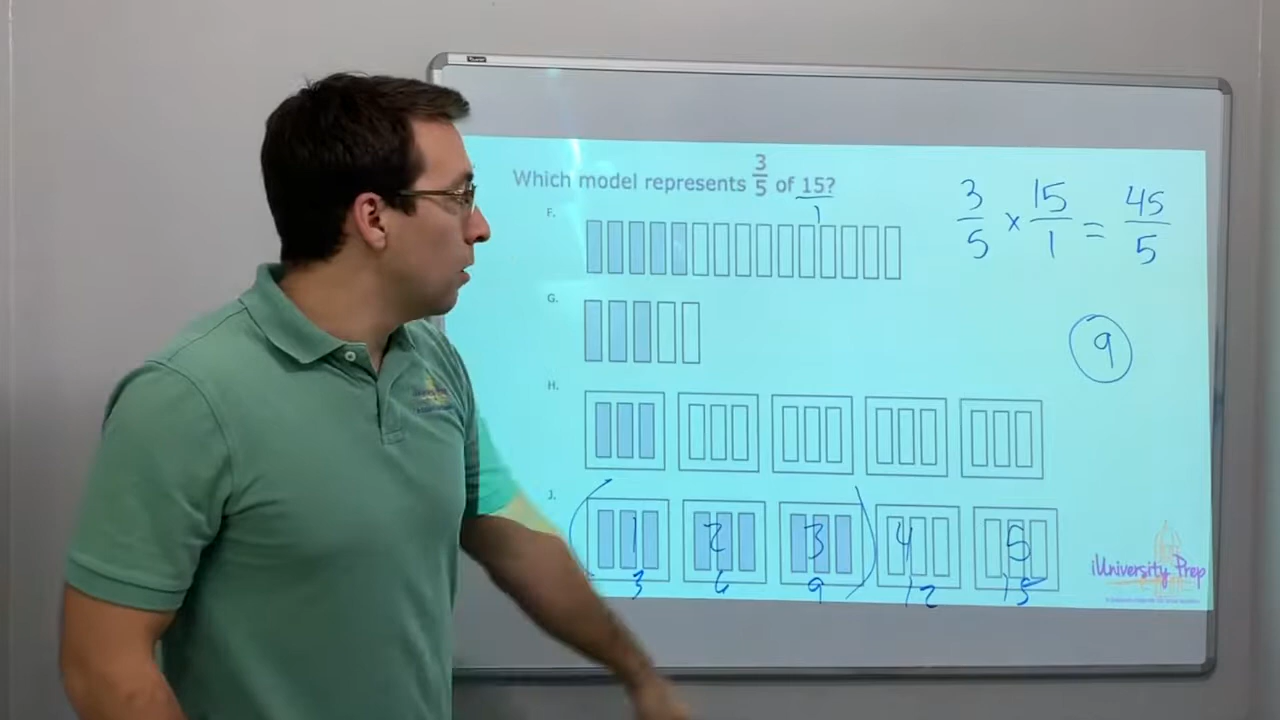 Which model represents 3/5 of 15?
1
3/5 x 15/1 = 45/5
F.
G.
9
H.
J.
1 2 3 4 5
3 6 9 12 15
iUniversity Prep